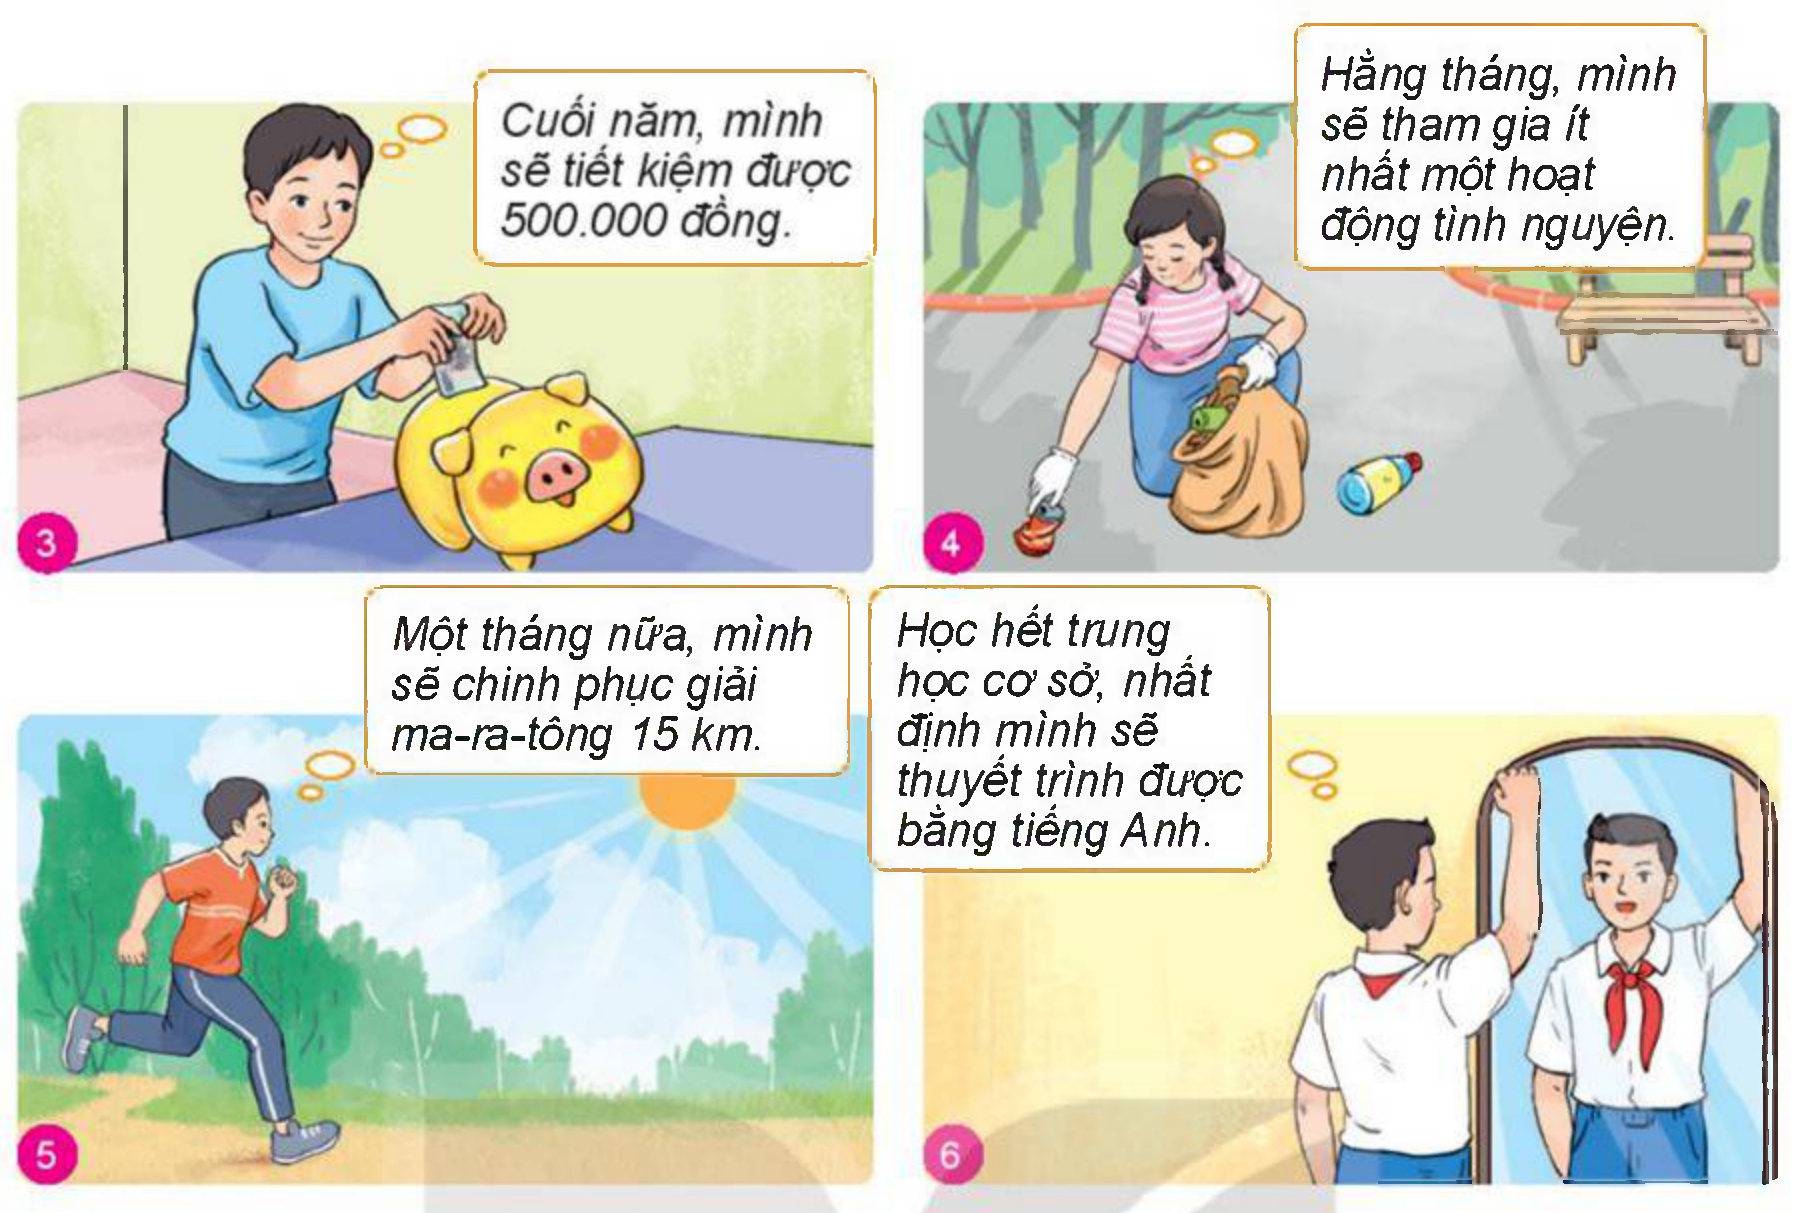 Cuối năm, mình
sẽ tiết kiệm được
500.000 đồng.
3
Hằng tháng, mình
sẽ tham gia ít
nhất một hoạt
động tình nguyện.
4
Một tháng nữa, mình
sẽ chinh phục giải
ma-ra-tông 15 km.
5
Học hết trung
học cơ sở, nhất
định mình sẽ
thuyết trình được
bằng tiếng Anh.
6